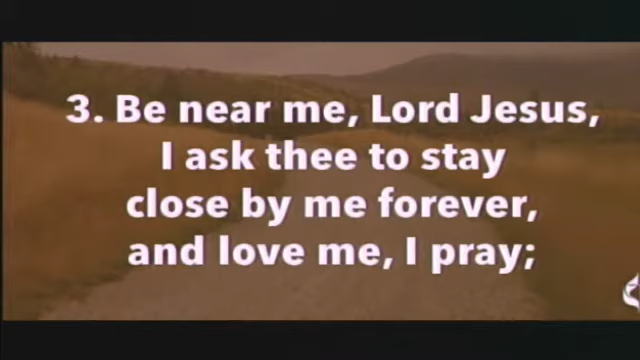 3. Be near me, Lord Jesus,
I ask thee to stay
close by me forever,
and love me, I pray;